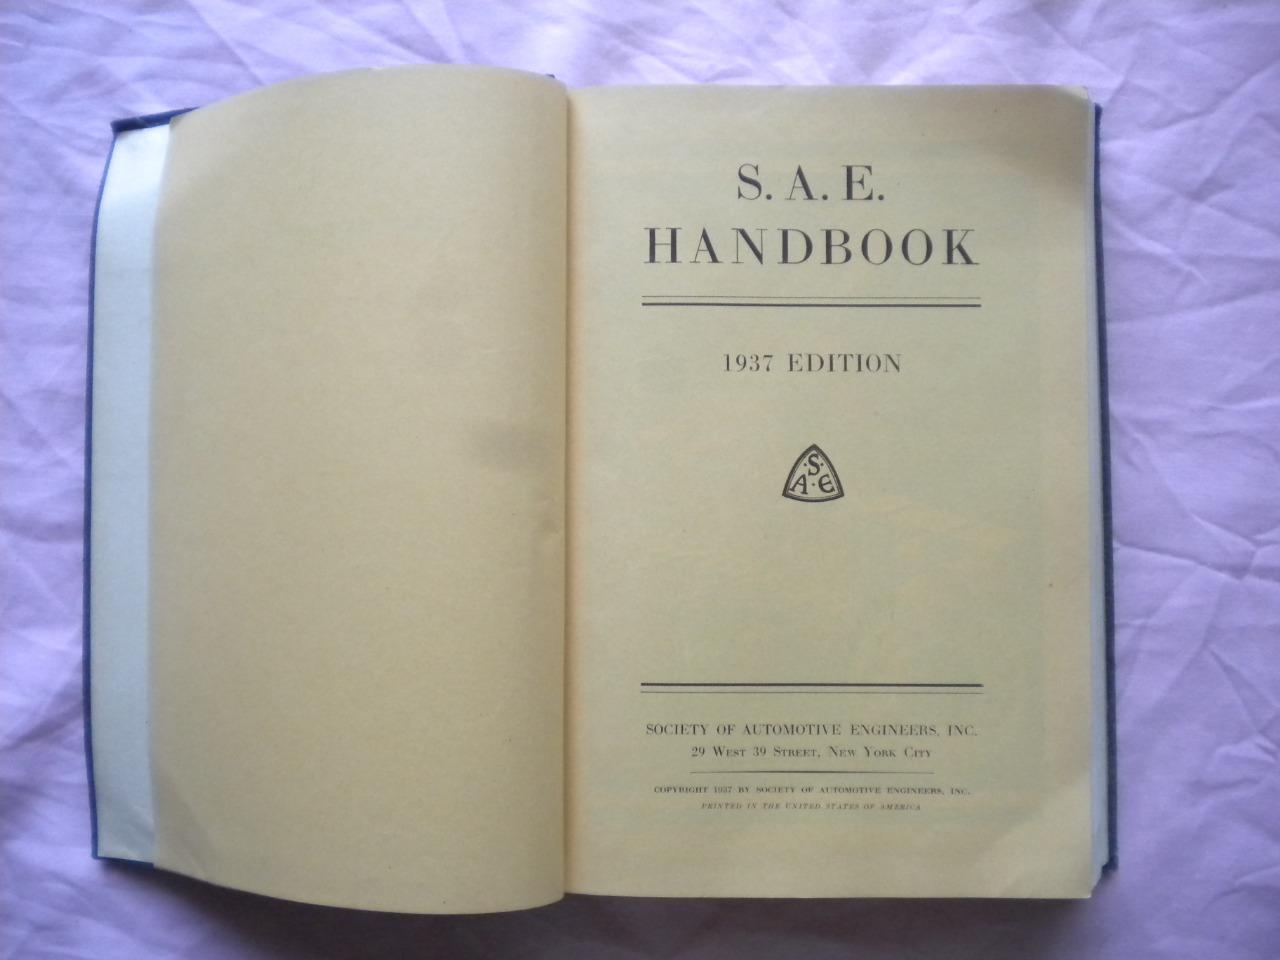 S. A. E.
HANDBOOK
1937 EDITION
·S·
A·E
SOCIETY OF AUTOMOTIVE ENGINEERS, INC.
29 West 39 Street, New York City
COPYRIGHT 1937 BY SOCIETY OF AUTOMOTIVE ENGINEERS, INC.
PRINTED IN THE UNITED STATES OF AMERICA